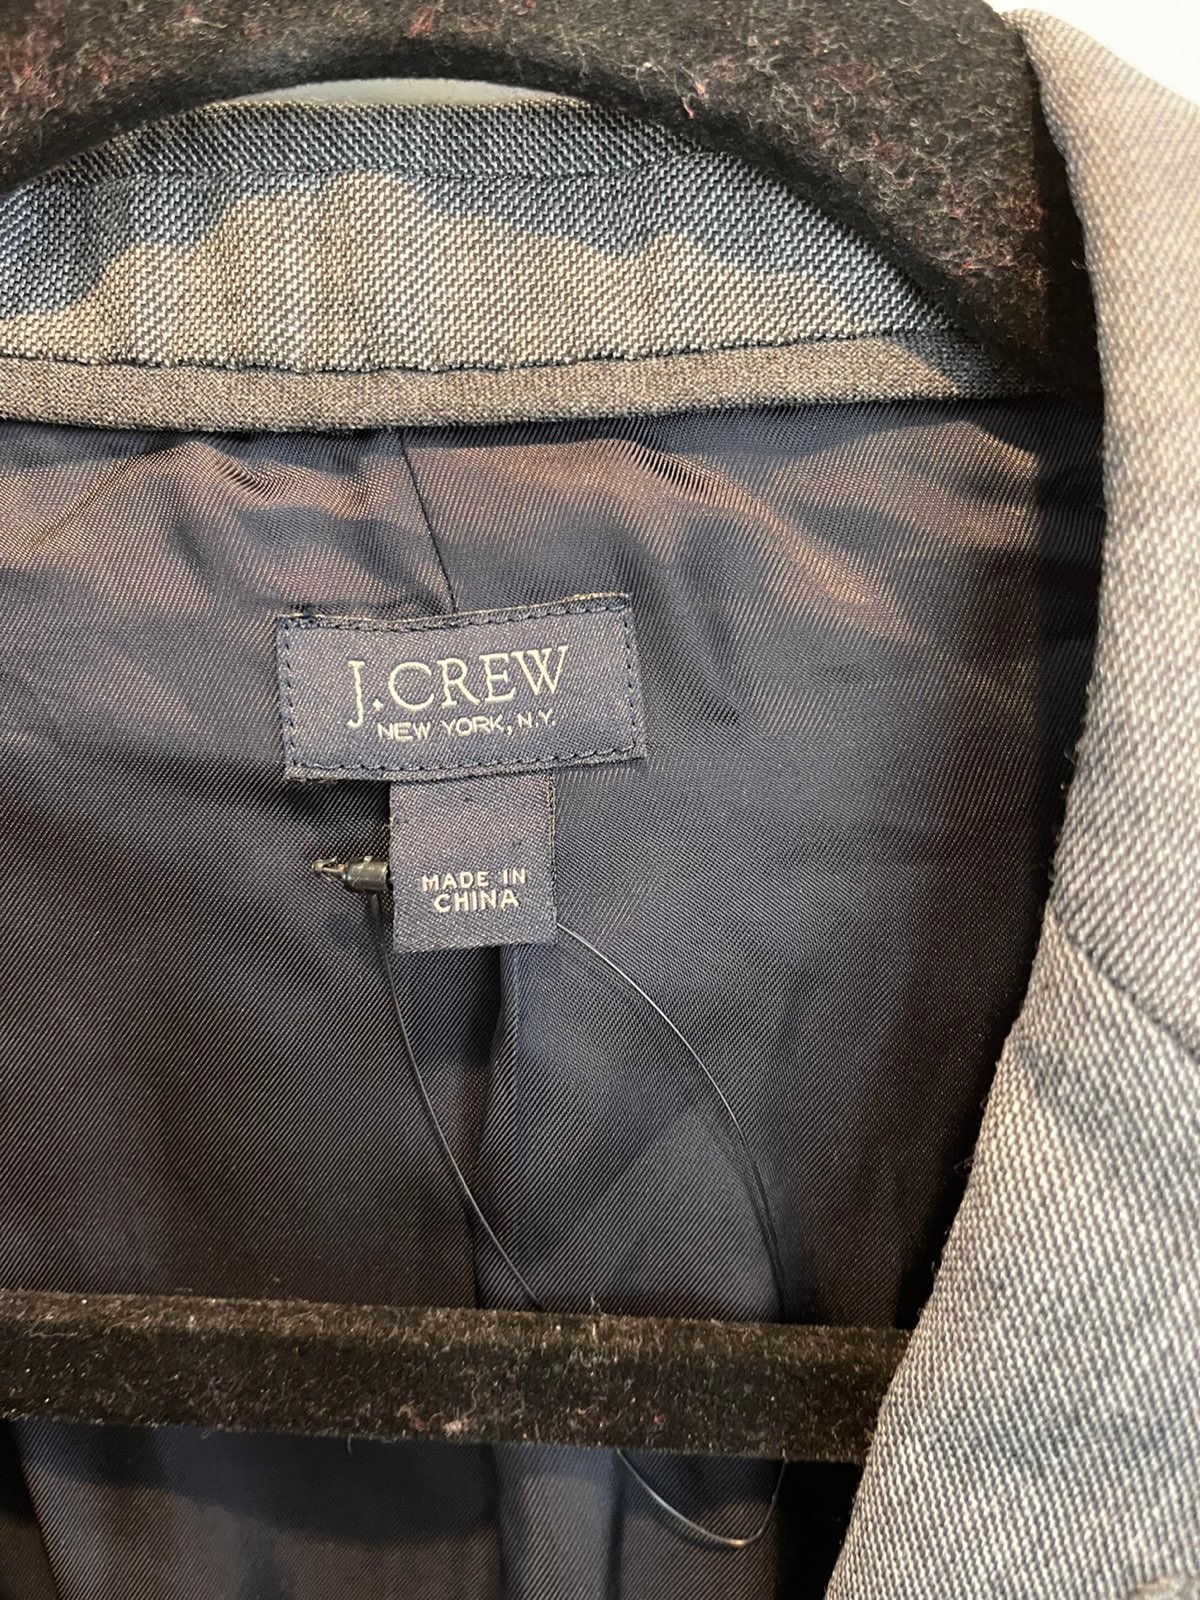 J.CREW
NEW YORK, N.Y.
MADE IN
CHINA